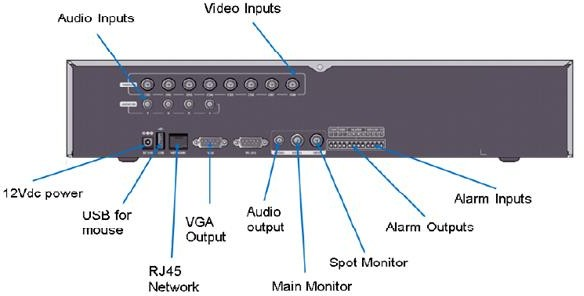 Audio Inputs
Video Inputs
12Vdc power
USB for
mouse
RJ45
Network
VGA
Output
Audio
output
Main Monitor
Spot Monitor
Alarm Outputs
Alarm Inputs